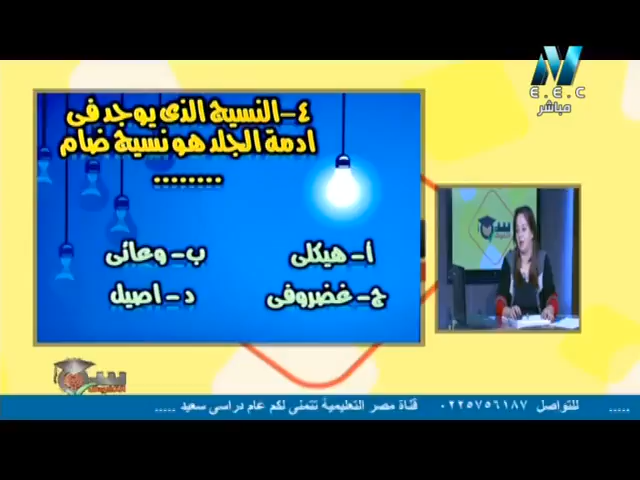 E.E.C
مباشر
٤- النسيج الذى يوجد فى
ادمة الجلد هو نسيج ضام
........
أ- هيكلى
ب- وعائى
ج- غضروفى
د- اصيل
للتواصل ٠٢٢٥٧٥٦١٨٧ قناة مصر التعليمية تتمنى لكم عام دراسى سعيد .....